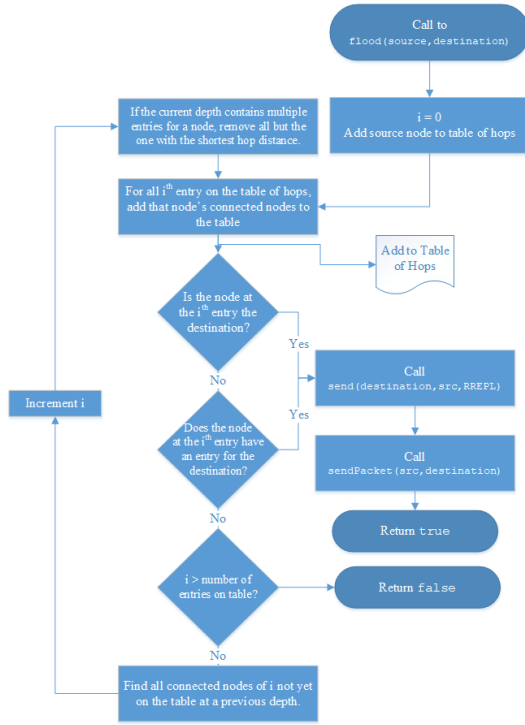 Call to
flood(source,destination)
i = 0
Add source node to table of hops
If the current depth contains multiple
entries for a node, remove all but the
one with the shortest hop distance.
For all i th entry on the table of hops,
add that node's connected nodes to
the table
Add to Table
of Hops
Is the node at
the i th entry the
destination?
Yes
No
Call
send(destination,src,RREPL)
Increment i
Does the node
at the i th entry have
an entry for the
destination?
Yes
No
Call
sendPacket(src,destination)
Return true
i > number of
entries on table?
Return false
No
Find all connected nodes of i not yet
on the table at a previous depth.